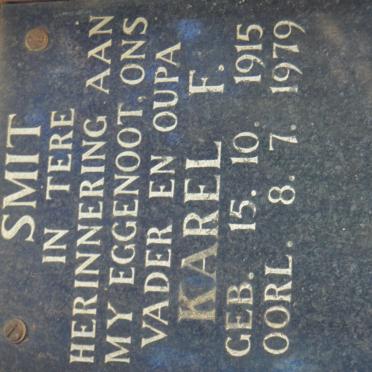 SMIT
IN TERE
HERINNERING AAN
MY EGGENOOT, ONS
VADER EN OUPA
KAREL F.
GEB. 15. 10. 1915
OORL. 8. 7. 1979